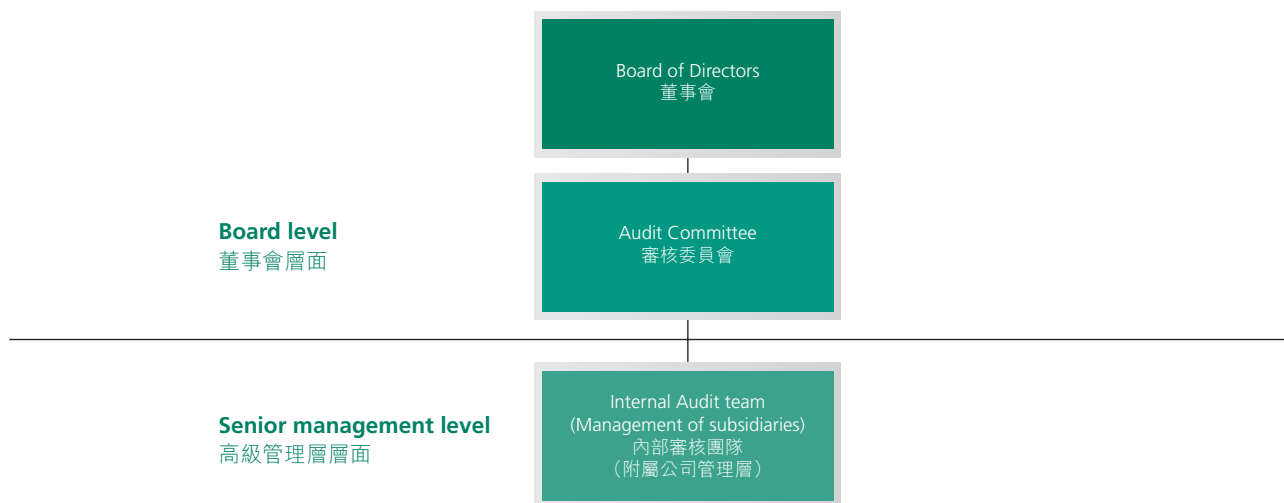 Board of Directors
董事會
Board level
董事會層面
Audit Committee
審核委員會
Senior management level
高級管理層層面
Internal Audit team
(Management of subsidiaries)
內部審核團隊
（附屬公司管理層）